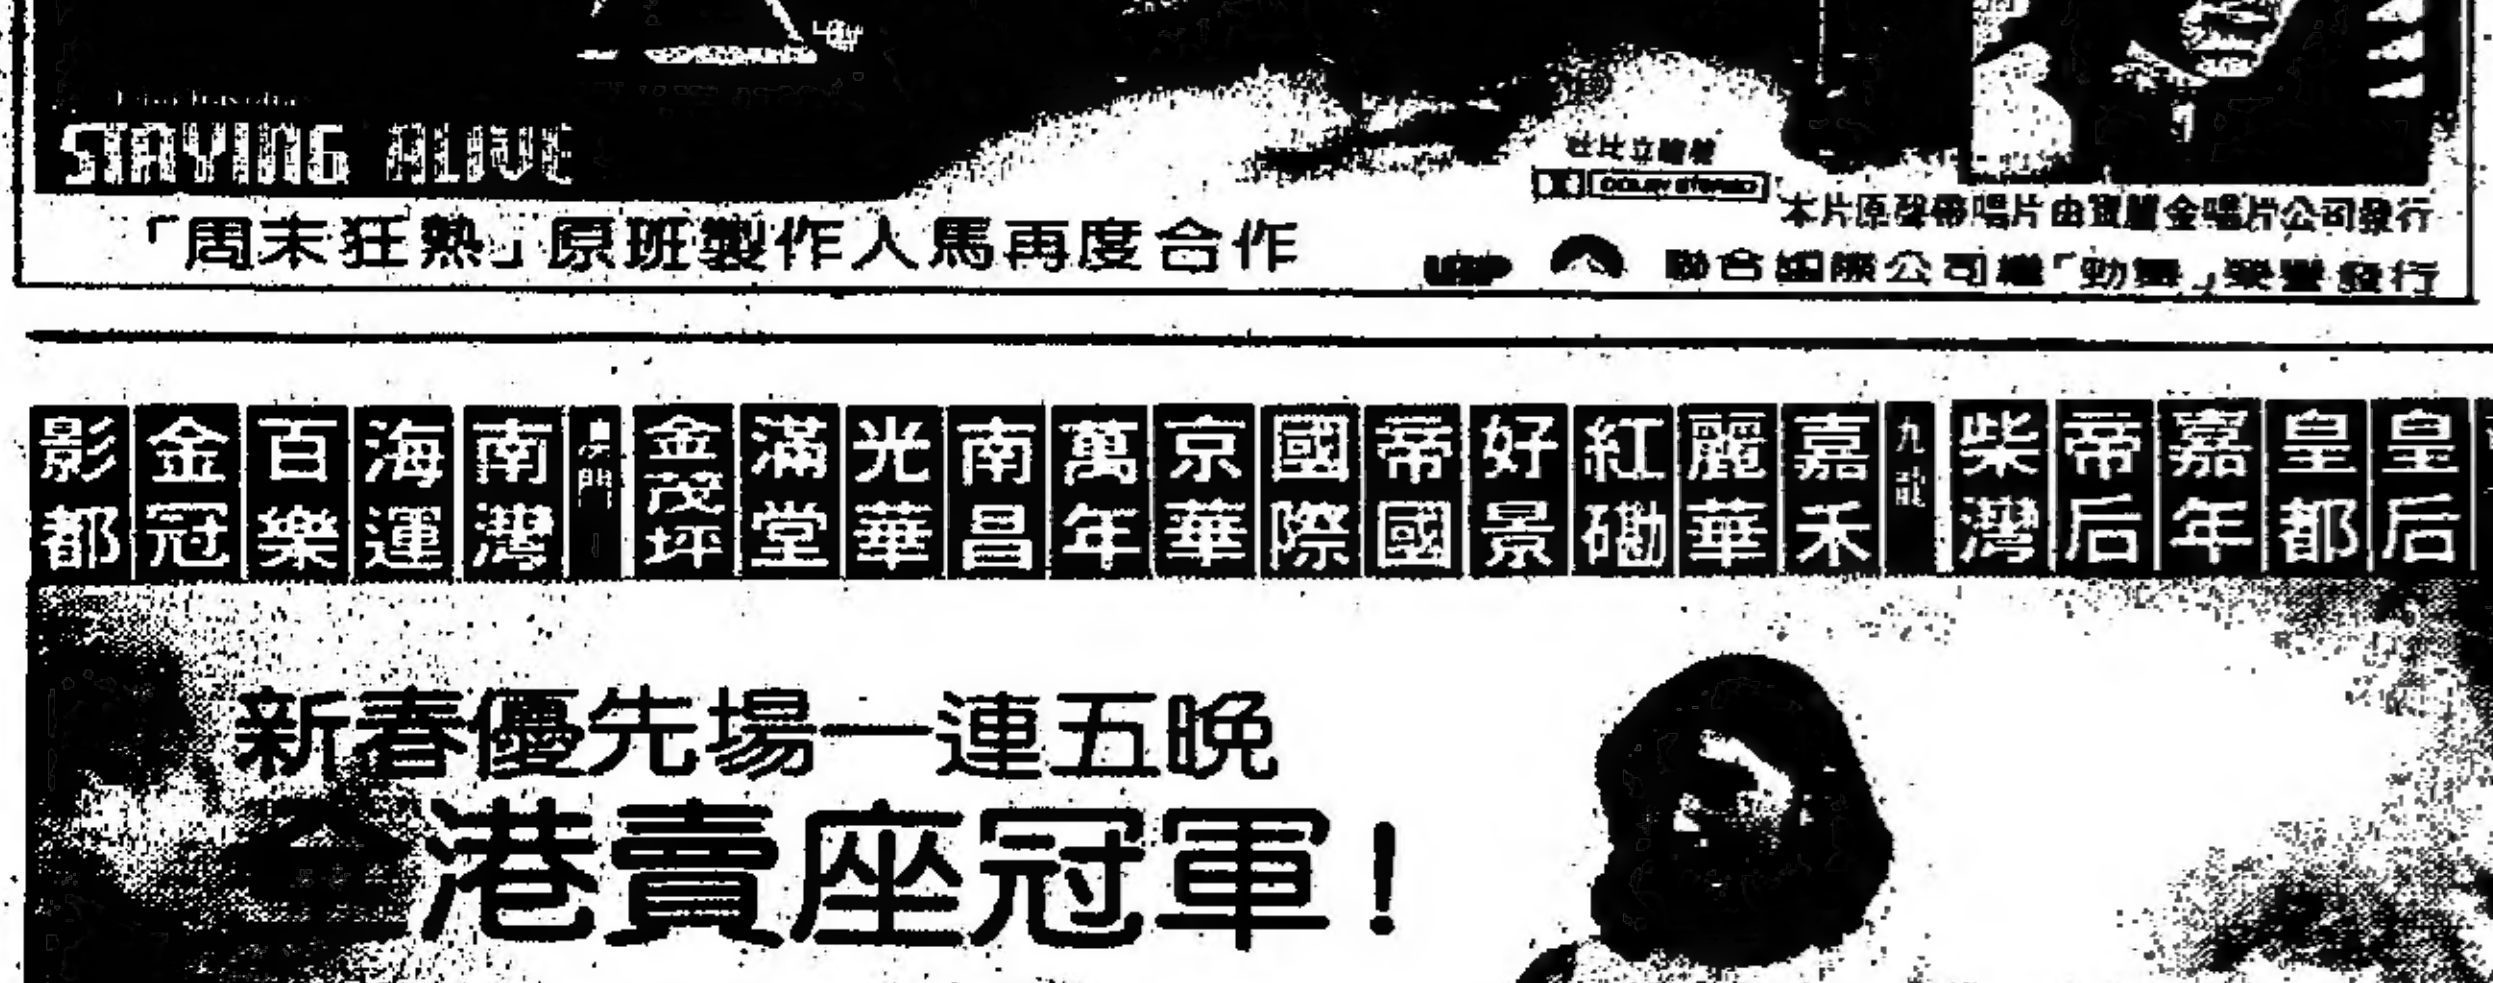 STAYING ALIVE
杜比立體聲
DOLBY STEREO
本片原聲帶唱片由寶麗金唱片公司發行
「周末狂熱」原班製作人馬再度合作
聯合國際公司繼「勁舞」榮譽發行
皇后
皇都
嘉年
帝后
柴灣
九龍
嘉禾
麗華
紅磡
好景
帝國
國際
京華
萬年
南昌
光華
滿堂
金茂坪
南灣
海運
百樂
金冠
影都
新春優先場一連五晚
全港賣座冠軍！